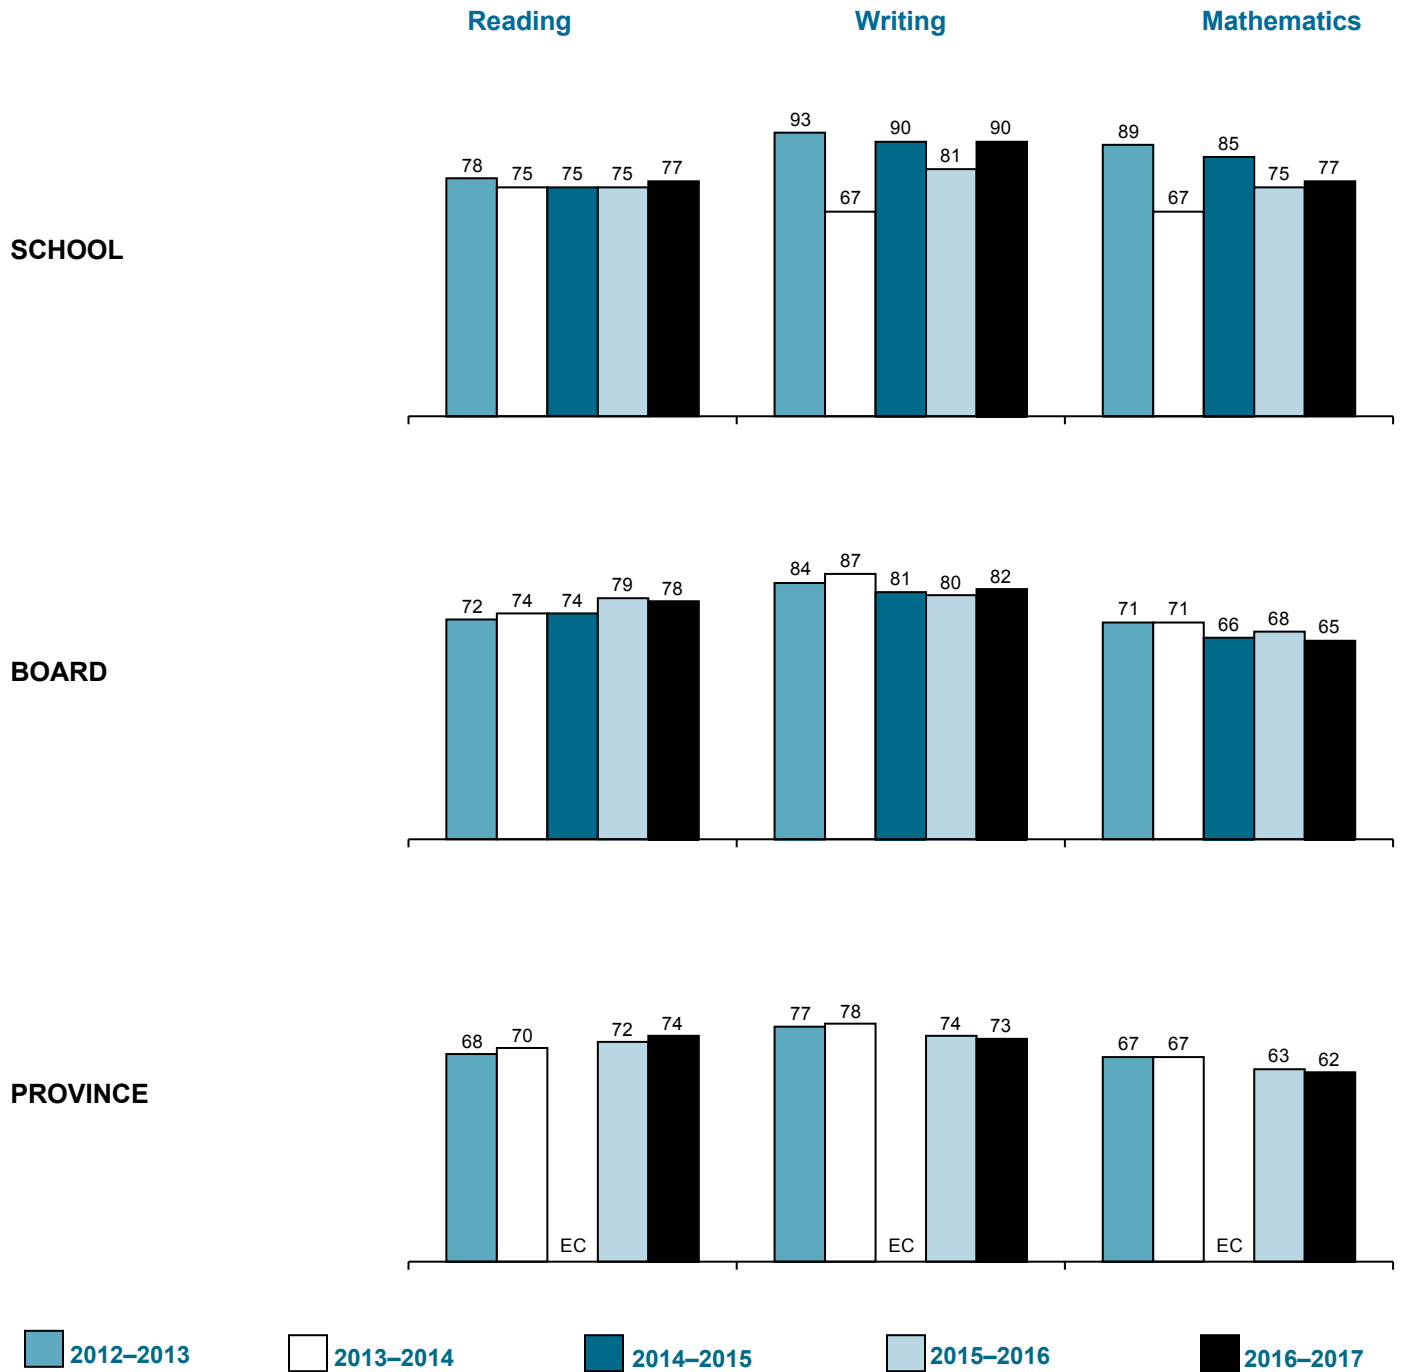 Reading Writing Mathematics
SCHOOL
78 75 75 75 77 93 67 90 81 90 89 67 85 75 77
BOARD
72 74 74 79 78 84 87 81 80 82 71 71 66 68 65
PROVINCE
68 70 EC 72 74 77 78 EC 74 73 67 67 EC 63 62
2012–2013 2013–2014 2014–2015 2015–2016 2016–2017